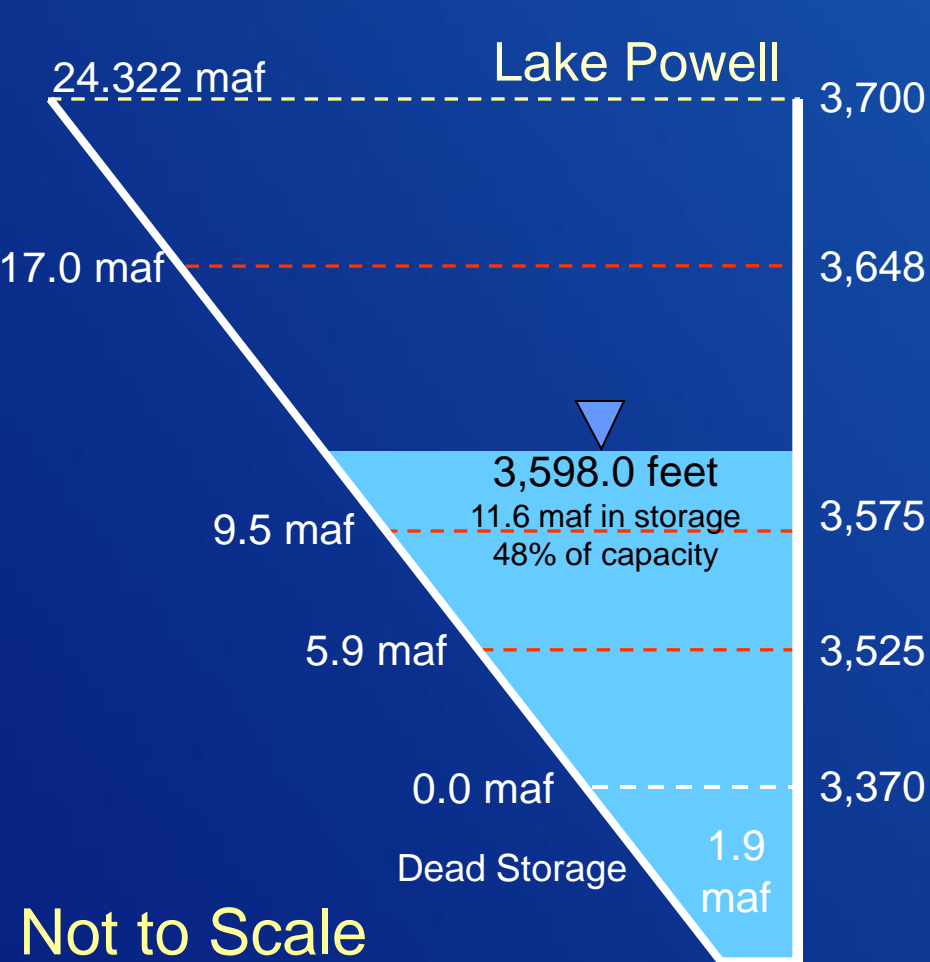 Lake Powell
24.322 maf
3,700
17.0 maf
3,648
3,598.0 feet
11.6 maf in storage
9.5 maf
3,575
48% of capacity
5.9 maf
3,525
0.0 maf
3,370
1.9
maf
Dead Storage
Not to Scale